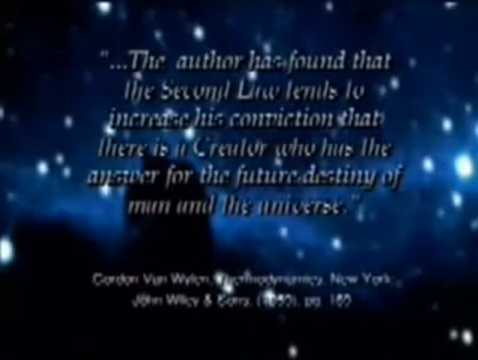 "...The author has found that
the Second Law tends to
increase his conviction that
there is a Creator who has the
answer for the future destiny of
man and the universe."
Gordon Van Wylen, Thermodynamics, New York:
John Wiley & Sons, pg. 169